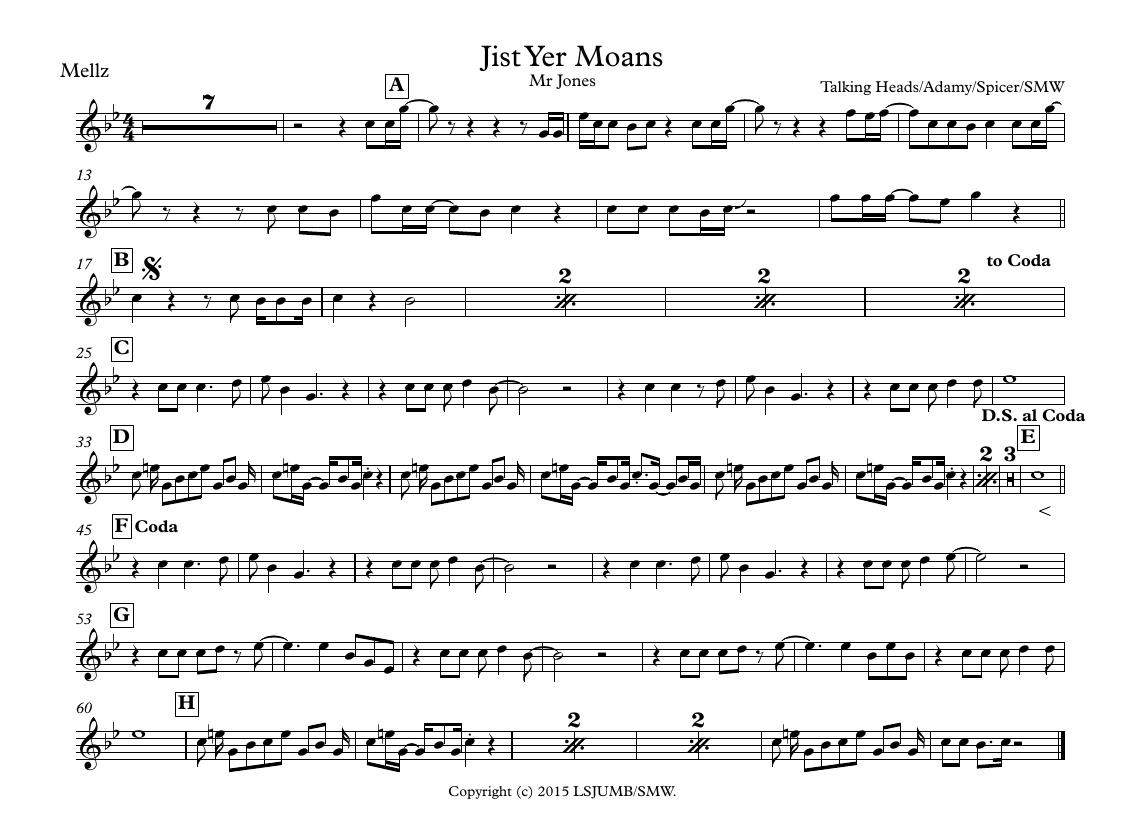 Jist Yer Moans
Mellz
Mr Jones
Talking Heads/Adamy/Spicer/SMW
7
A
13
17 B
2 2 2 to Coda
25 C
D.S. al Coda
33 D
2 3 E
45 F Coda
53 G
60 H
2 2
Copyright (c) 2015 LSJUMB/SMW.